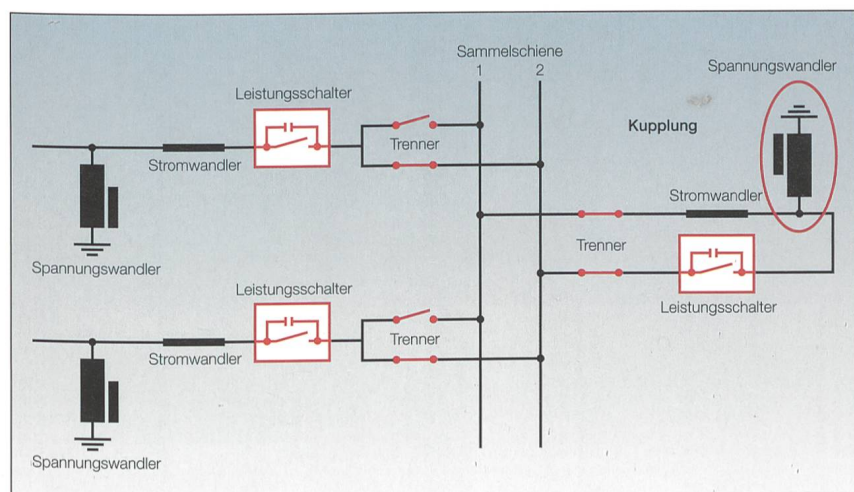 Sammelschiene
1 2
Spannungswandler
Leistungsschalter
Kupplung
Trenner
Stromwandler
Stromwandler
Spannungswandler
Trenner
Leistungsschalter
Leistungsschalter
Trenner
Stromwandler
Spannungswandler